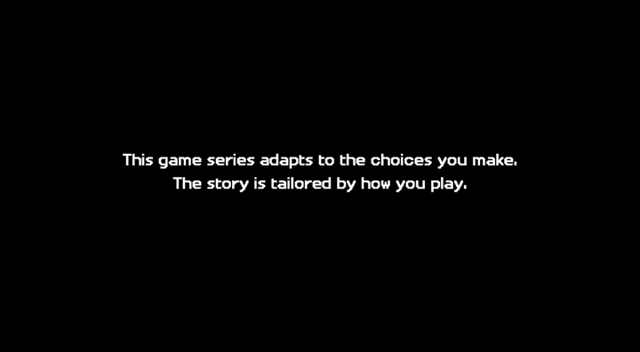 This game series adapts to the choices you make.
The story is tailored by how you play.